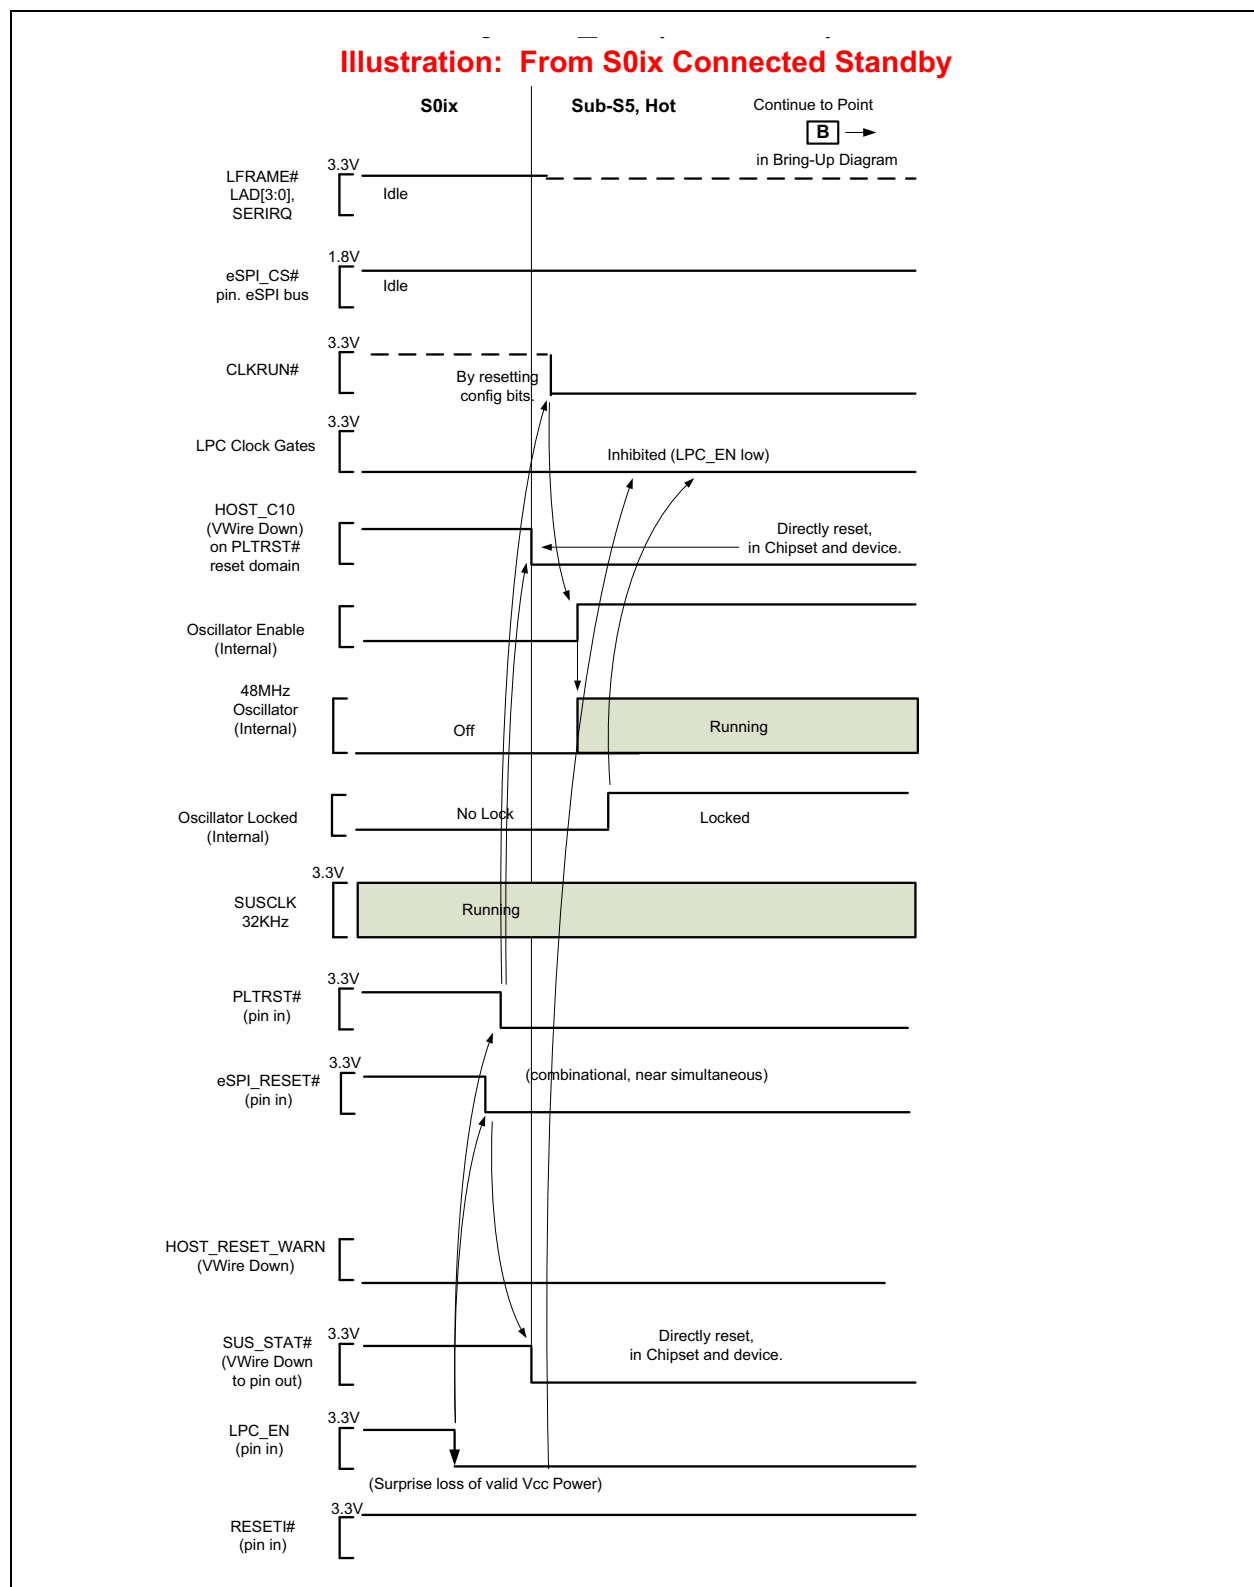 Illustration: From S0ix Connected Standby
S0ix
Sub-S5, Hot
Continue to Point
B
in Bring-Up Diagram
3.3V
LFRAME#
LAD[3:0],
SERIRQ
Idle
1.8V
eSPI_CS#
pin. eSPI bus
Idle
3.3V
CLKRUN#
By resetting
config bits.
3.3V
LPC Clock Gates
Inhibited (LPC_EN low)
HOST_C10
(VWire Down)
on PLTRST#
reset domain
Directly reset,
in Chipset and device.
Oscillator Enable
(Internal)
48MHz
Oscillator
(Internal)
Off
Running
Oscillator Locked
(Internal)
No Lock
Locked
3.3V
SUSCLK
32KHz
Running
3.3V
PLTRST#
(pin in)
3.3V
eSPI_RESET#
(pin in)
(combinational, near simultaneous)
HOST_RESET_WARN
(VWire Down)
3.3V
SUS_STAT#
(VWire Down
to pin out)
Directly reset,
in Chipset and device.
3.3V
LPC_EN
(pin in)
(Surprise loss of valid Vcc Power)
3.3V
RESETI#
(pin in)